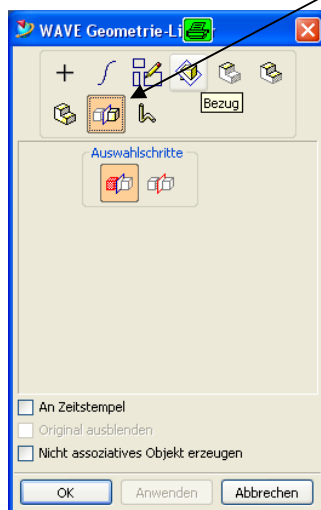 WAVE Geometrie-Li
Bezug
Auswahlschritte
An Zeitstempel
Original ausblenden
Nicht assoziatives Objekt erzeugen
OK
Anwenden
Abbrechen